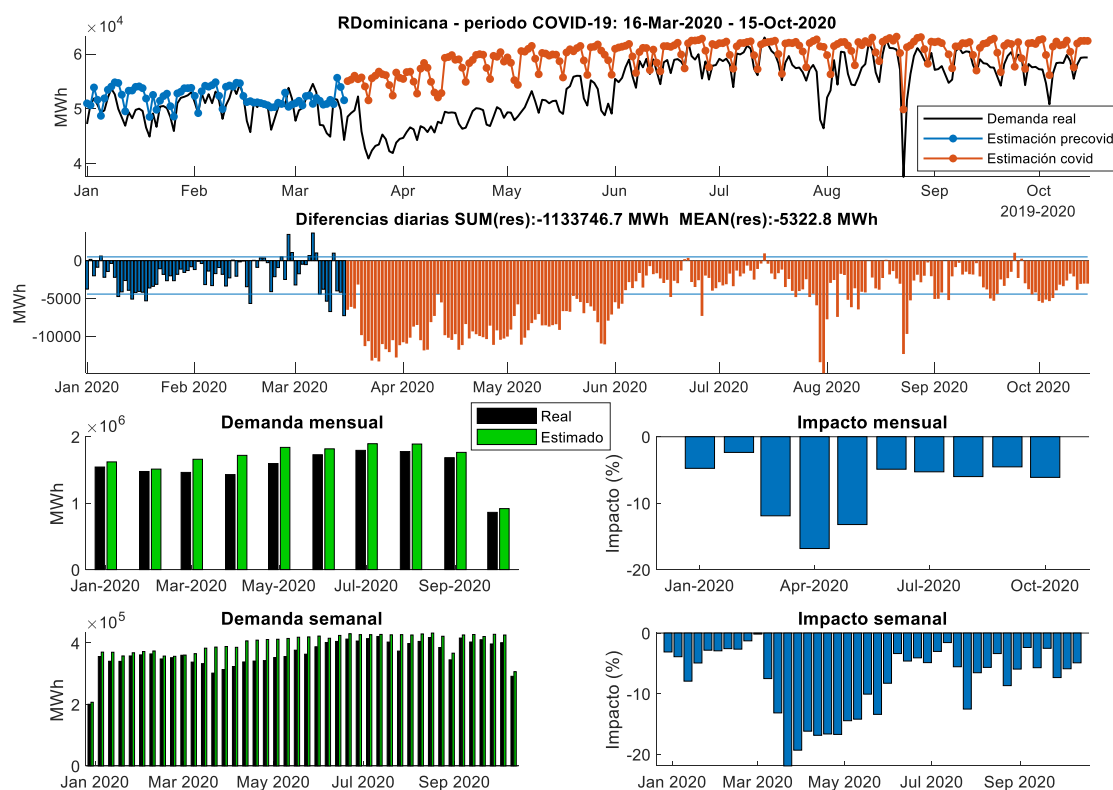 RDominicana - periodo COVID-19: 16-Mar-2020 - 15-Oct-2020
×10^4
6
5
4
MWh
Jan Feb Mar Apr May Jun Jul Aug Sep Oct
2019-2020
Demanda real
Estimación precovid
Estimación covid
Diferencias diarias SUM(res):-1133746.7 MWh MEAN(res):-5322.8 MWh
0
-5000
-10000
MWh
Jan 2020 Feb 2020 Mar 2020 Apr 2020 May 2020 Jun 2020 Jul 2020 Aug 2020 Sep 2020 Oct 2020
Demanda mensual
×10^6
2
1
0
MWh
Jan-2020 Mar-2020 May-2020 Jul-2020 Sep-2020
Real
Estimado
Impacto mensual
0
-10
-20
Impacto (%)
Jan-2020 Apr-2020 Jul-2020 Oct-2020
Demanda semanal
×10^5
4
2
0
MWh
Jan 2020 Mar 2020 May 2020 Jul 2020 Sep 2020
Impacto semanal
0
-10
-20
Impacto (%)
Jan 2020 Mar 2020 May 2020 Jul 2020 Sep 2020